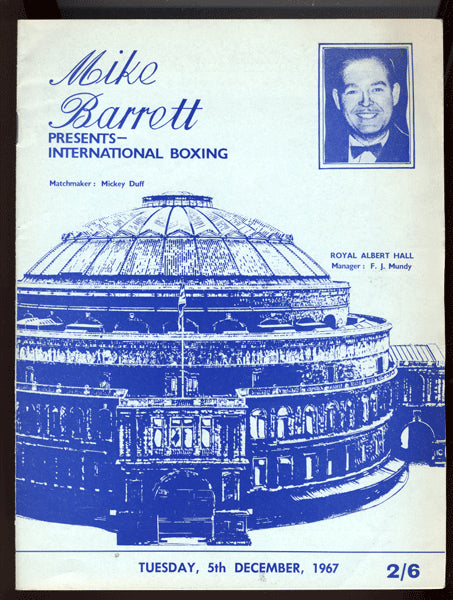 Mike
Barrett
PRESENTS—
INTERNATIONAL BOXING
Matchmaker : Mickey Duff
ROYAL ALBERT HALL
Manager : F. J. Mundy
TUESDAY, 5th DECEMBER, 1967
2/6